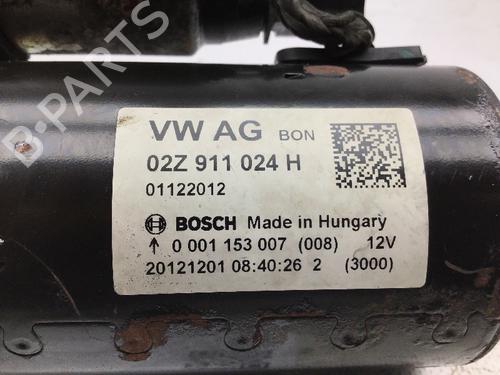 B-PARTS
VW AG BON
02Z 911 024 H
01122012
BOSCH Made in Hungary
↑ 0 001 153 007 (008) 12V
20121201 08:40:26 2 (3000)